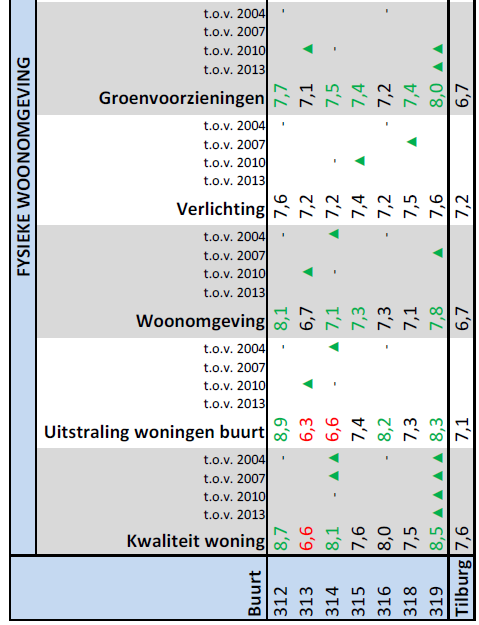 FYSIEKE WOONOMGEVING
t.o.v. 2004 - -
t.o.v. 2007
t.o.v. 2010 ▲ - ▲
t.o.v. 2013 ▲
Groenvoorzieningen 7,7 7,1 7,5 7,4 7,2 7,4 8,0 6,7
t.o.v. 2004 - -
t.o.v. 2007 ▲
t.o.v. 2010 - ▲
t.o.v. 2013
Verlichting 7,6 7,2 7,2 7,4 7,2 7,5 7,6 7,2
t.o.v. 2004 - ▲ -
t.o.v. 2007 ▲
t.o.v. 2010 ▲ -
t.o.v. 2013
Woonomgeving 8,1 6,7 7,1 7,3 7,3 7,1 7,8 6,7
t.o.v. 2004 - ▲ -
t.o.v. 2007
t.o.v. 2010 ▲ -
t.o.v. 2013
Uitstraling woningen buurt 8,9 6,3 6,6 7,4 8,2 7,3 8,3 7,1
t.o.v. 2004 - ▲ - ▲
t.o.v. 2007 ▲ ▲
t.o.v. 2010 - ▲
t.o.v. 2013 ▲
Kwaliteit woning 8,7 6,6 8,1 7,6 8,0 7,5 8,5 7,6
Buurt 312 313 314 315 316 318 319 Tilburg